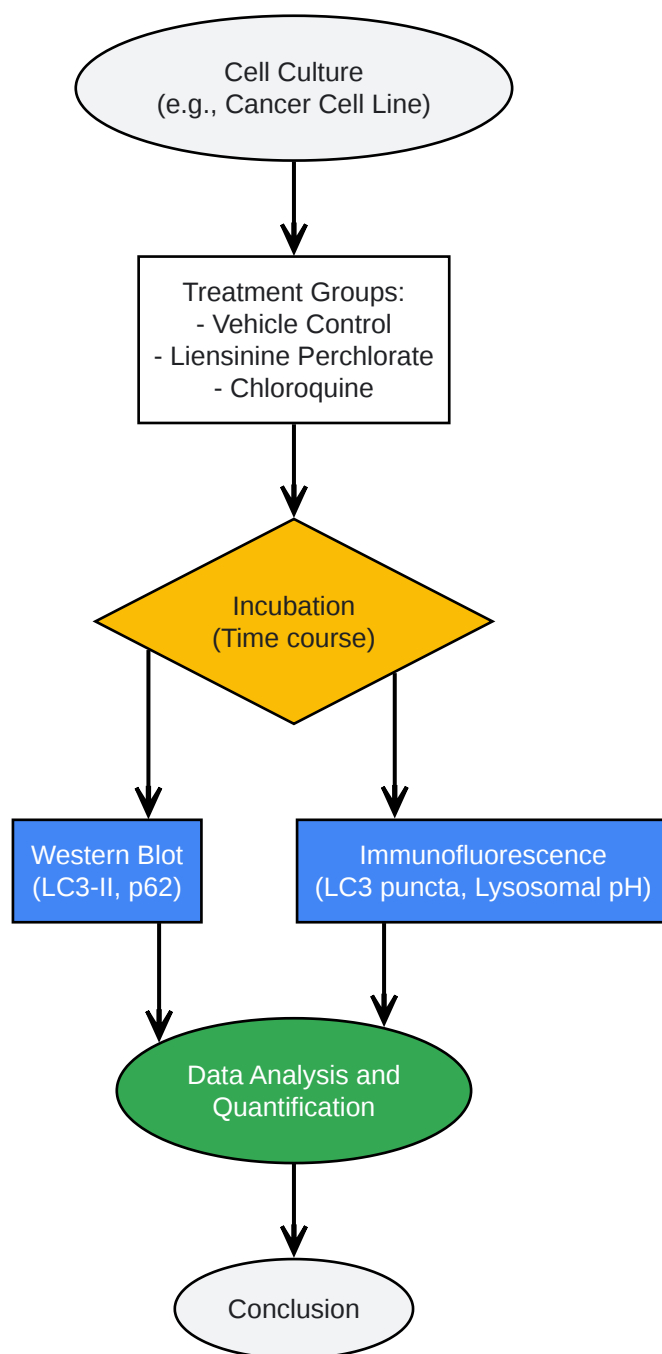 Cell Culture
(e.g., Cancer Cell Line)
Treatment Groups:
- Vehicle Control
- Liensinine Perchlorate
- Chloroquine
Incubation
(Time course)
Western Blot
(LC3-II, p62)
Immunofluorescence
(LC3 puncta, Lysosomal pH)
Data Analysis and
Quantification
Conclusion